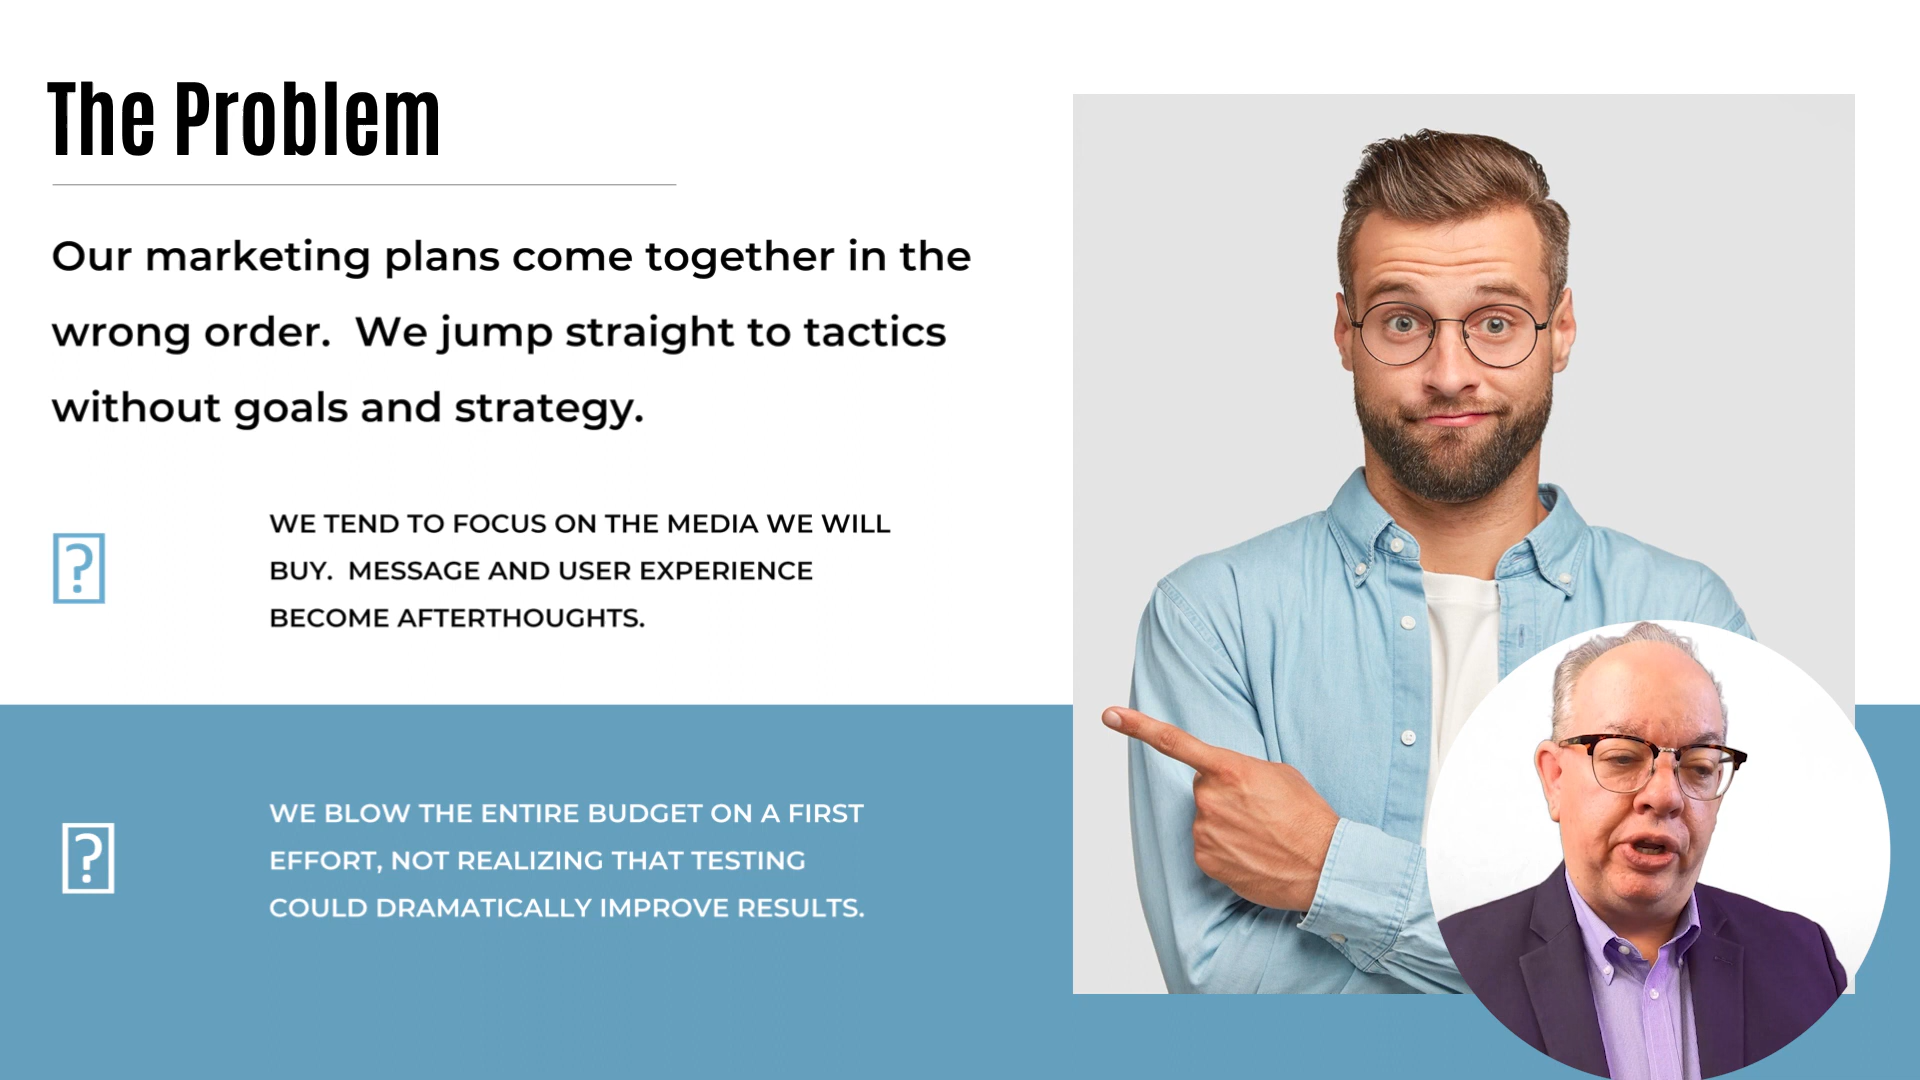 The Problem
Our marketing plans come together in the
wrong order.  We jump straight to tactics
without goals and strategy.
WE TEND TO FOCUS ON THE MEDIA WE WILL
BUY.  MESSAGE AND USER EXPERIENCE
BECOME AFTERTHOUGHTS.
WE BLOW THE ENTIRE BUDGET ON A FIRST
EFFORT, NOT REALIZING THAT TESTING
COULD DRAMATICALLY IMPROVE RESULTS.